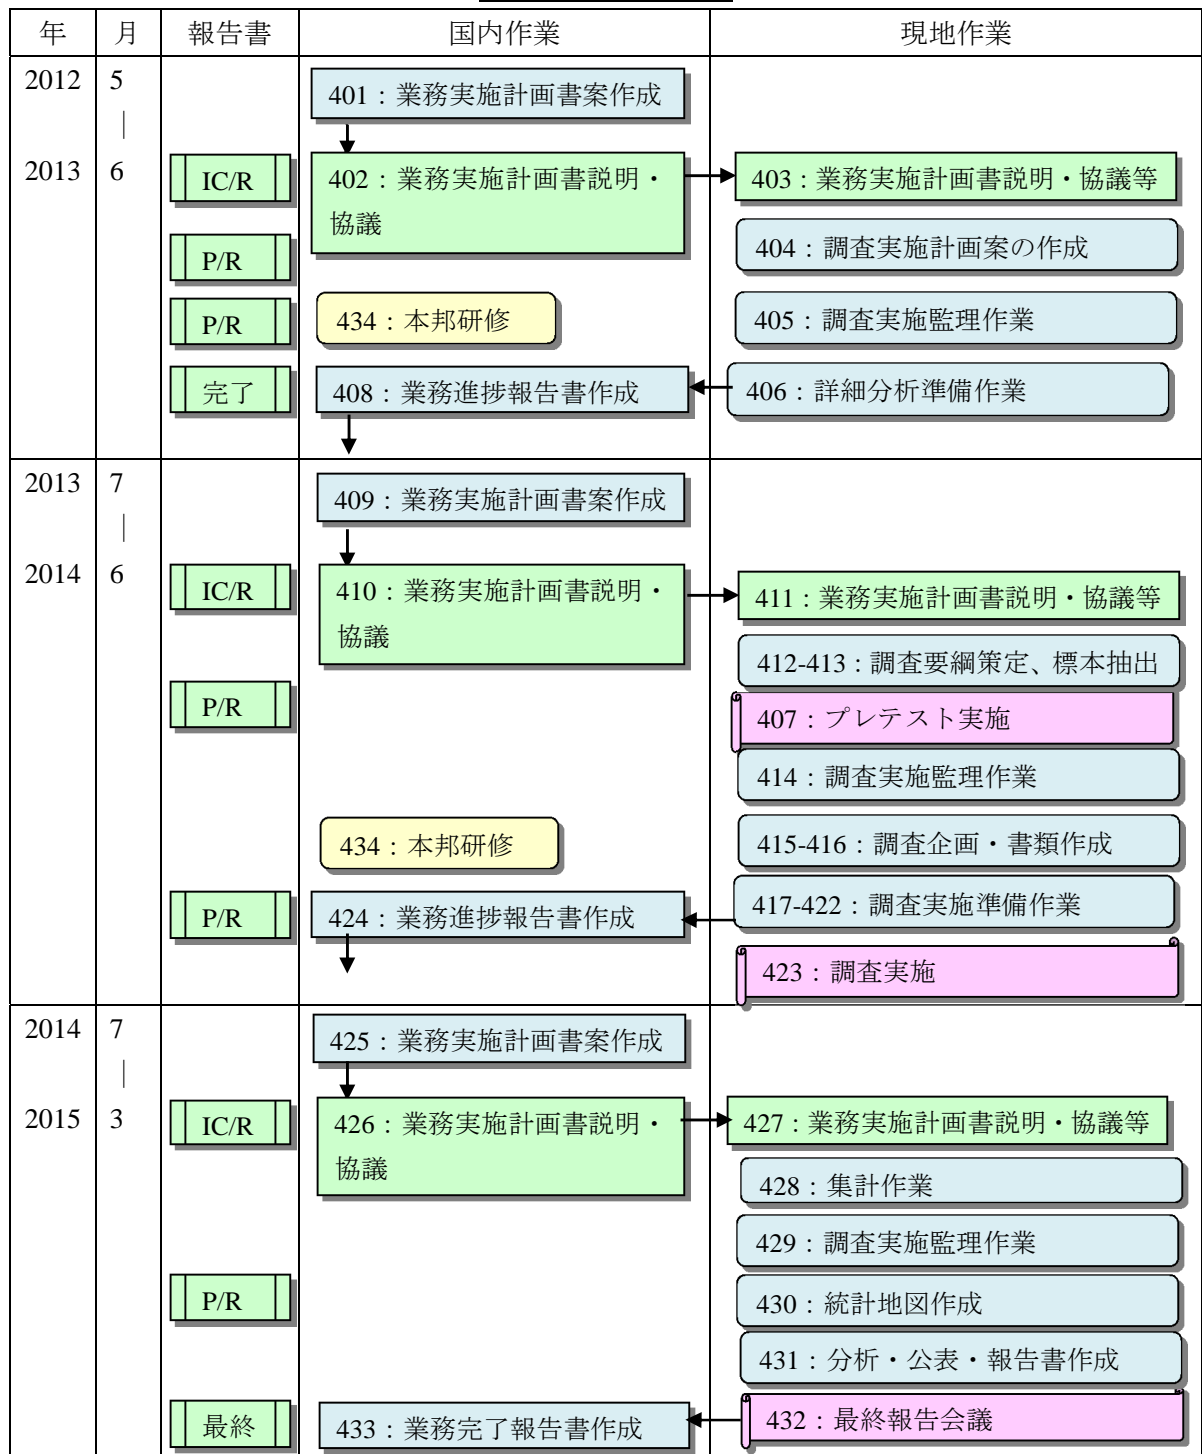 年 月 報告書 国内作業 現地作業
2012 5
401：業務実施計画書案作成
｜
2013 6 IC/R
402：業務実施計画書説明・
協議
403：業務実施計画書説明・協議等
P/R
404：調査実施計画案の作成
P/R
434：本邦研修
405：調査実施監理作業
完了
408：業務進捗報告書作成
406：詳細分析準備作業
2013 7
409：業務実施計画書案作成
｜
2014 6 IC/R
410：業務実施計画書説明・
協議
411：業務実施計画書説明・協議等
412-413：調査要綱策定、標本抽出
P/R
407：プレテスト実施
414：調査実施監理作業
434：本邦研修
415-416：調査企画・書類作成
P/R
424：業務進捗報告書作成
417-422：調査実施準備作業
423：調査実施
2014 7
425：業務実施計画書案作成
｜
2015 3 IC/R
426：業務実施計画書説明・
協議
427：業務実施計画書説明・協議等
428：集計作業
429：調査実施監理作業
P/R
430：統計地図作成
431：分析・公表・報告書作成
最終
433：業務完了報告書作成
432：最終報告会議